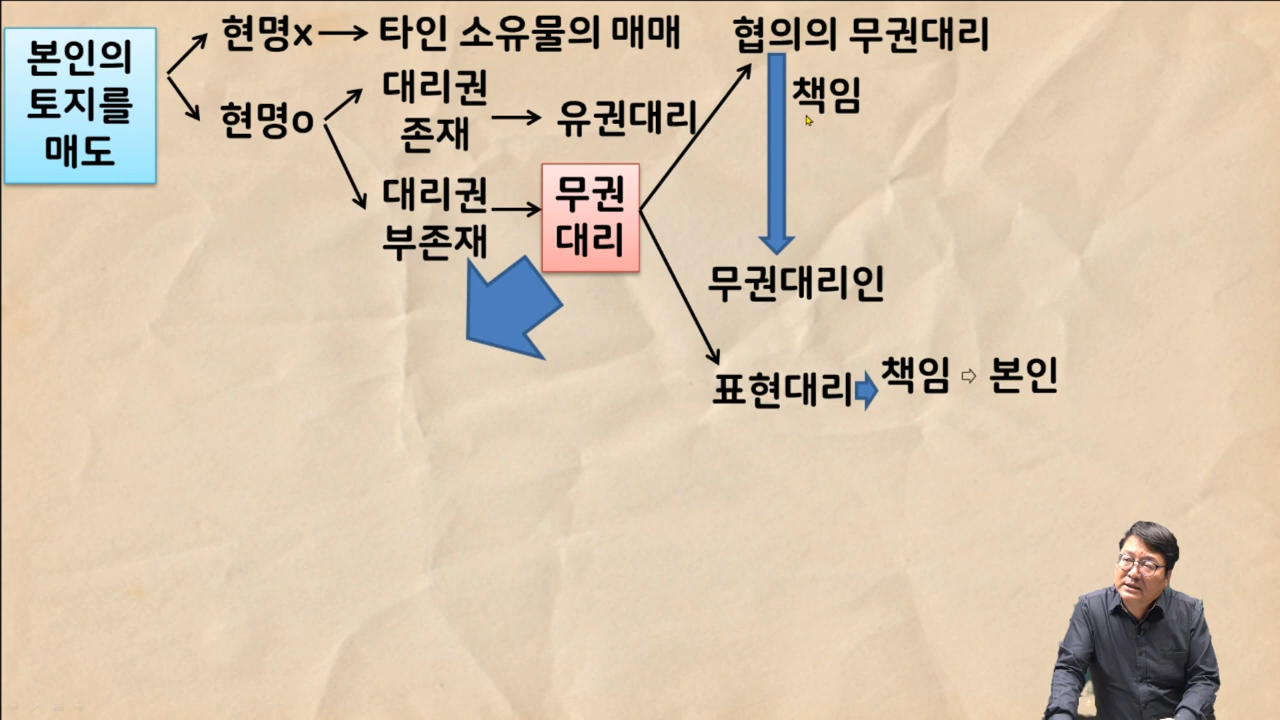 본인의
토지를
매도
현명x
타인 소유물의 매매
현명o
대리권
존재
유권대리
대리권
부존재
무권
대리
협의의 무권대리
책임
무권대리인
표현대리
책임 ⇨ 본인